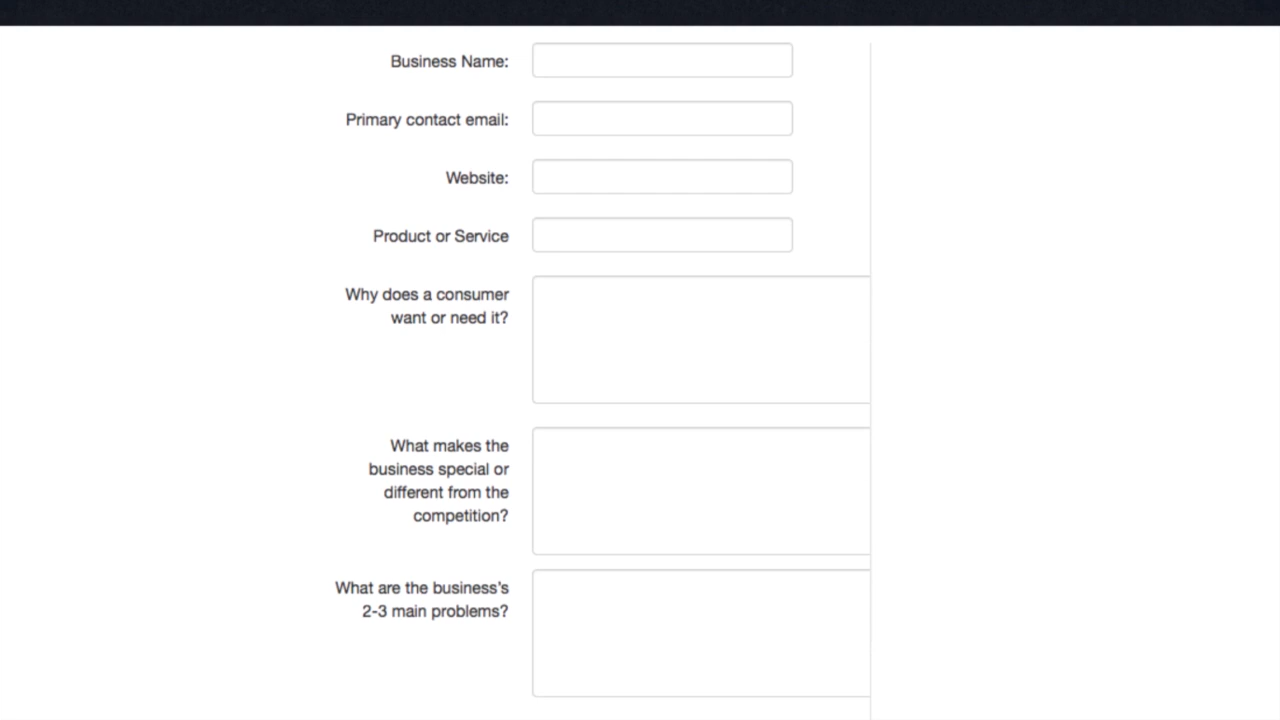 Business Name:
Primary contact email:
Website:
Product or Service
Why does a consumer
want or need it?
What makes the
business special or
different from the
competition?
What are the business's
2-3 main problems?